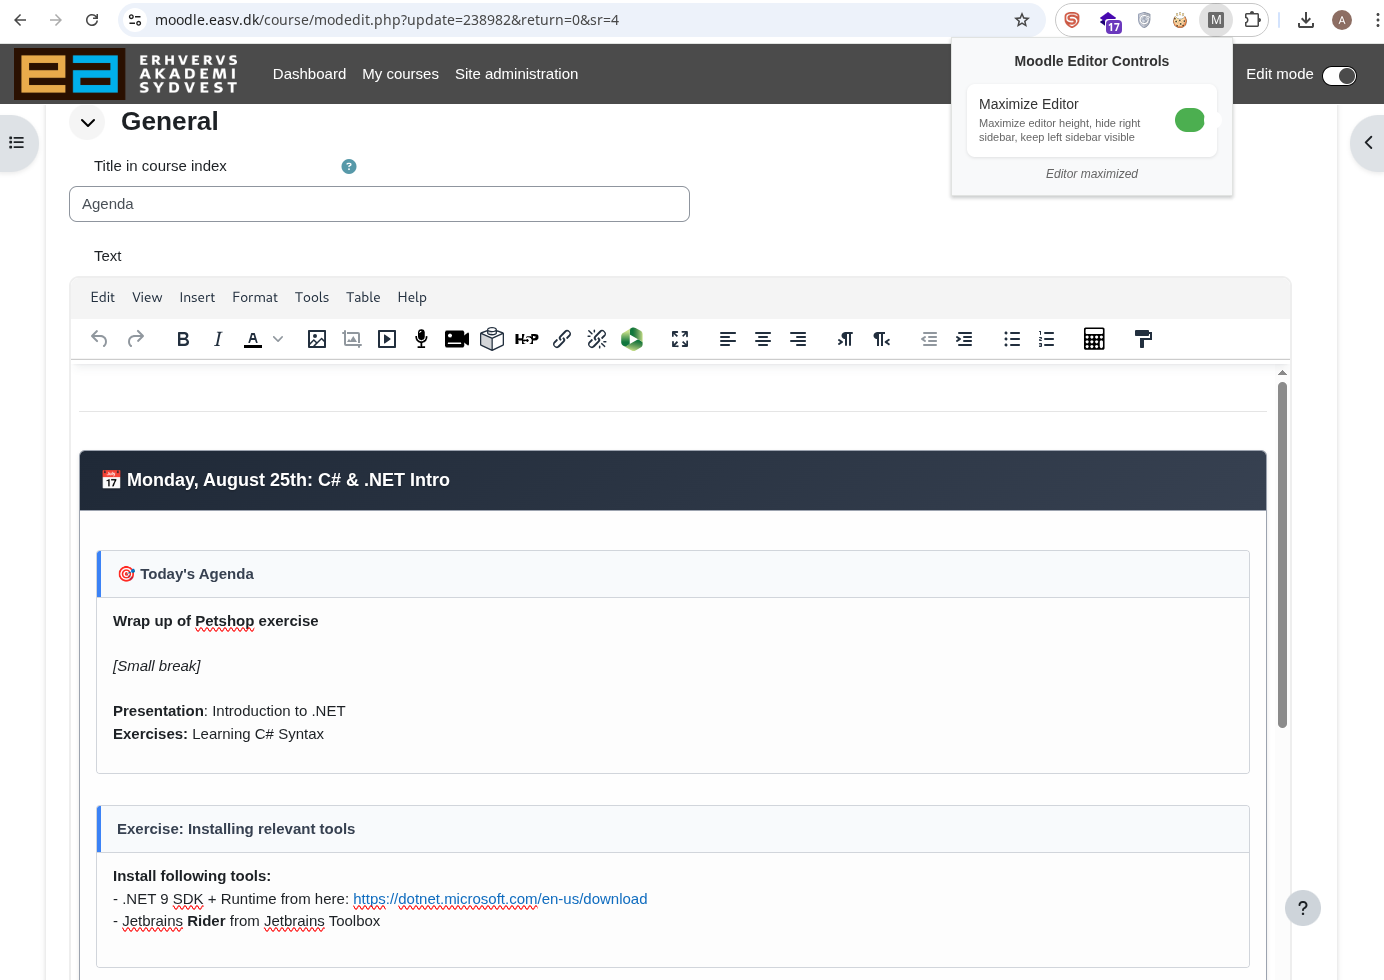 moodle.easv.dk/course/modedit.php?update=238982&return=0&sr=4
17
M
A
ERHVERVS
AKADEMI
SYDVEST
Dashboard
My courses
Site administration
Edit mode
Moodle Editor Controls
Maximize Editor
Maximize editor height, hide right
sidebar, keep left sidebar visible
Editor maximized
General
Title in course index
?
Agenda
Text
Edit
View
Insert
Format
Tools
Table
Help
B
I
A
H-P
📅 Monday, August 25th: C# & .NET Intro
🎯 Today's Agenda
Wrap up of Petshop exercise
[Small break]
Presentation: Introduction to .NET
Exercises: Learning C# Syntax
Exercise: Installing relevant tools
Install following tools:
- .NET 9 SDK + Runtime from here: https://dotnet.microsoft.com/en-us/download
- Jetbrains Rider from Jetbrains Toolbox
?